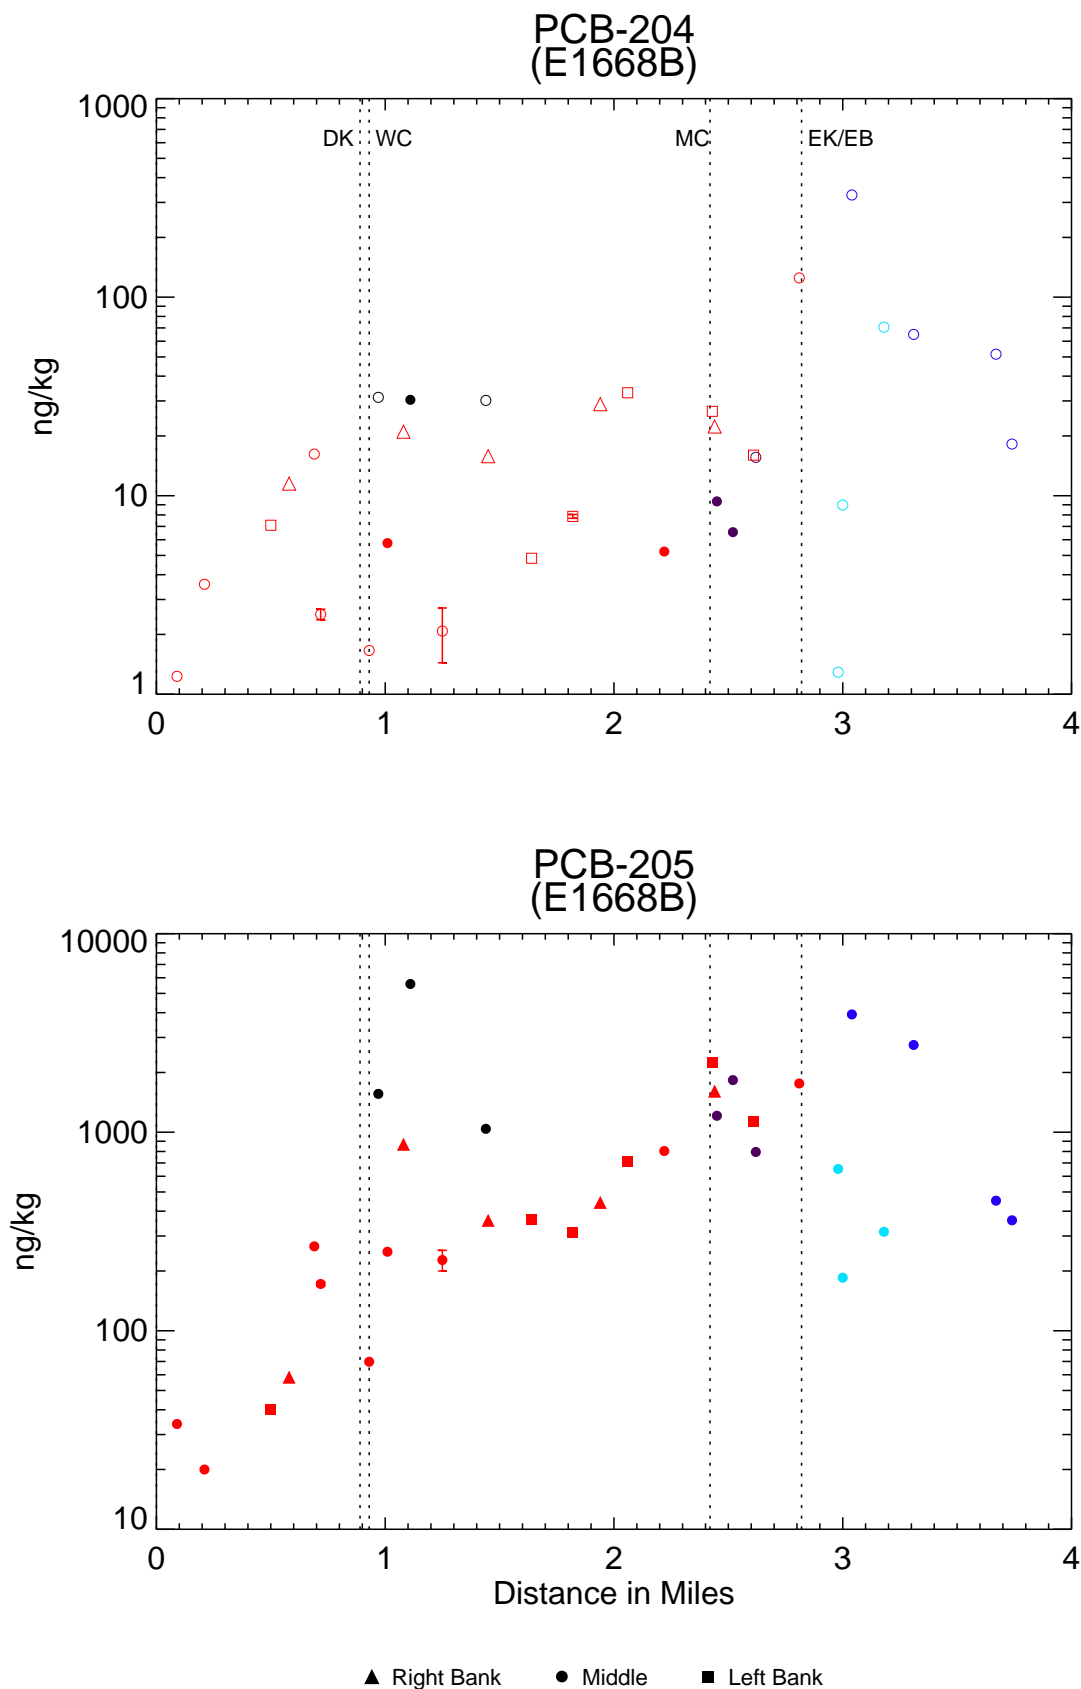 PCB-204
(E1668B)
1000
DK
WC
MC
EK/EB
100
ng/kg
10
1
0 1 2 3 4
PCB-205
(E1668B)
10000
1000
ng/kg
100
10
0 1 2 3 4
Distance in Miles
Right Bank Middle Left Bank